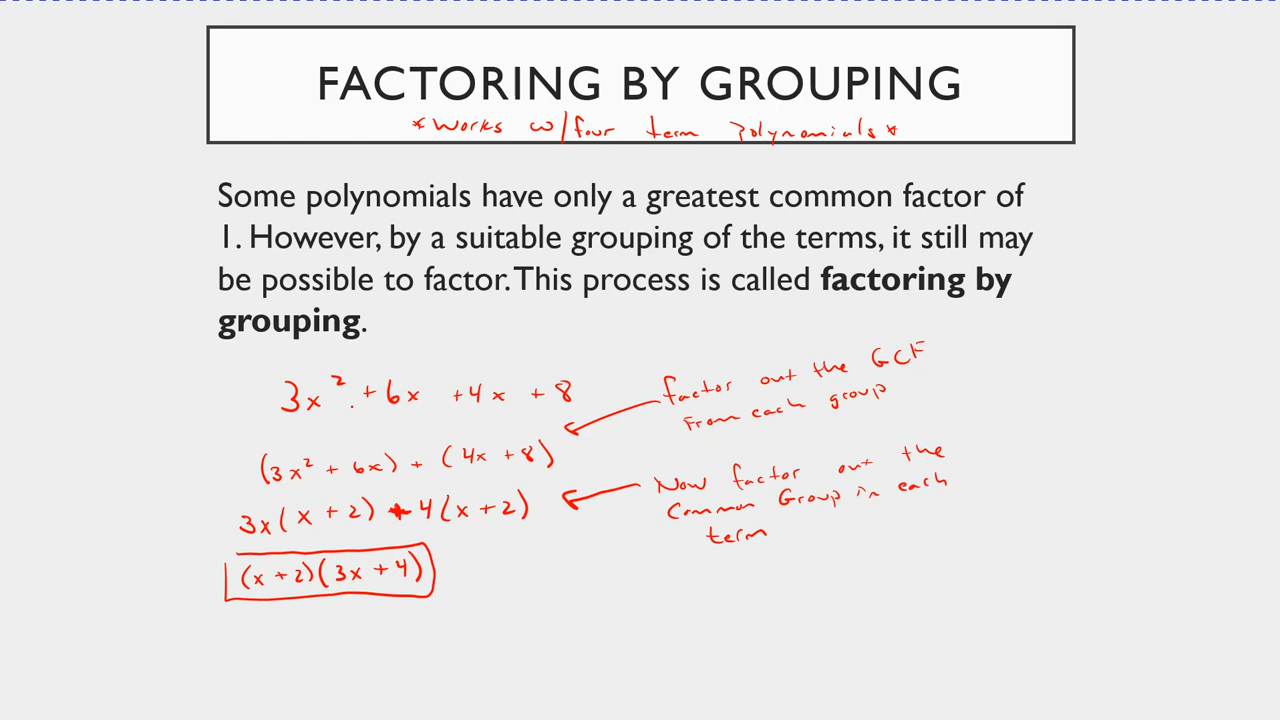 FACTORING BY GROUPING
*Works w/four term Polynomials*
Some polynomials have only a greatest common factor of
1. However, by a suitable grouping of the terms, it still may
be possible to factor. This process is called factoring by
grouping.
3x² + 6x + 4x + 8
factor out the GCF
From each group
(3x² + 6x) + (4x + 8)
Now factor out the
Common Group in each
term
3x(x + 2) + 4(x + 2)
(x + 2)(3x + 4)